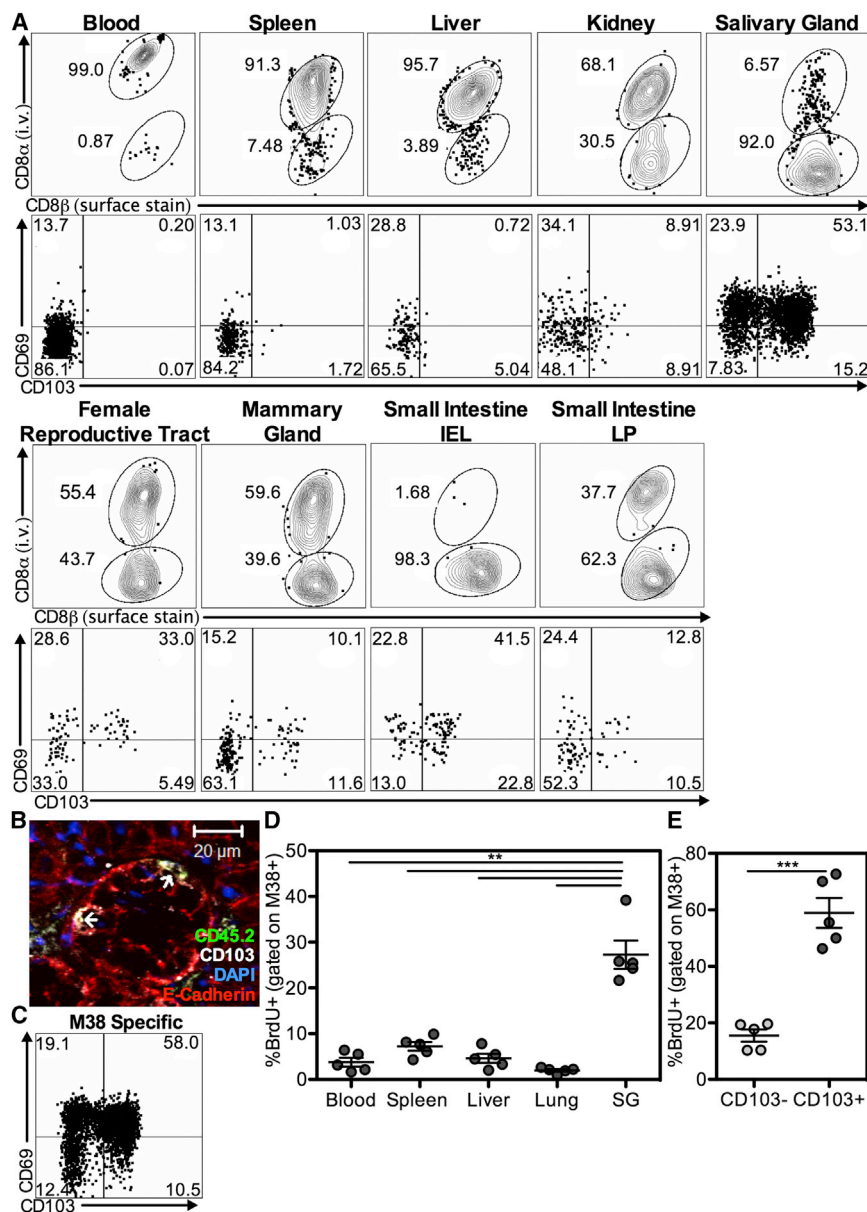 A
Blood Spleen Liver Kidney Salivary Gland
99.0 91.3 95.7 68.1 6.57
0.87 7.48 3.89 30.5 92.0
CD8α (i.v.)
CD8β (surface stain)
13.7 0.20 13.1 1.03 28.8 0.72 34.1 8.91 23.9 53.1
CD69
86.1 0.07 84.2 1.72 65.5 5.04 48.1 8.91 7.83 15.2
CD103
Female Mammary Small Intestine Small Intestine
Reproductive Tract Gland IEL LP
55.4 59.6 1.68 37.7
43.7 39.6 98.3 62.3
CD8α (i.v.)
CD8β (surface stain)
28.6 33.0 15.2 10.1 22.8 41.5 24.4 12.8
CD69
33.0 5.49 63.1 11.6 13.0 22.8 52.3 10.5
CD103
B
20 µm
CD45.2
CD103
DAPI
E-Cadherin
C
M38 Specific
19.1 58.0
CD69
12.4 10.5
CD103
D
%BrdU+ (gated on M38+)
50
40
30
20
10
0
**
Blood Spleen Liver Lung SG
E
%BrdU+ (gated on M38+)
80
60
40
20
0
***
CD103- CD103+